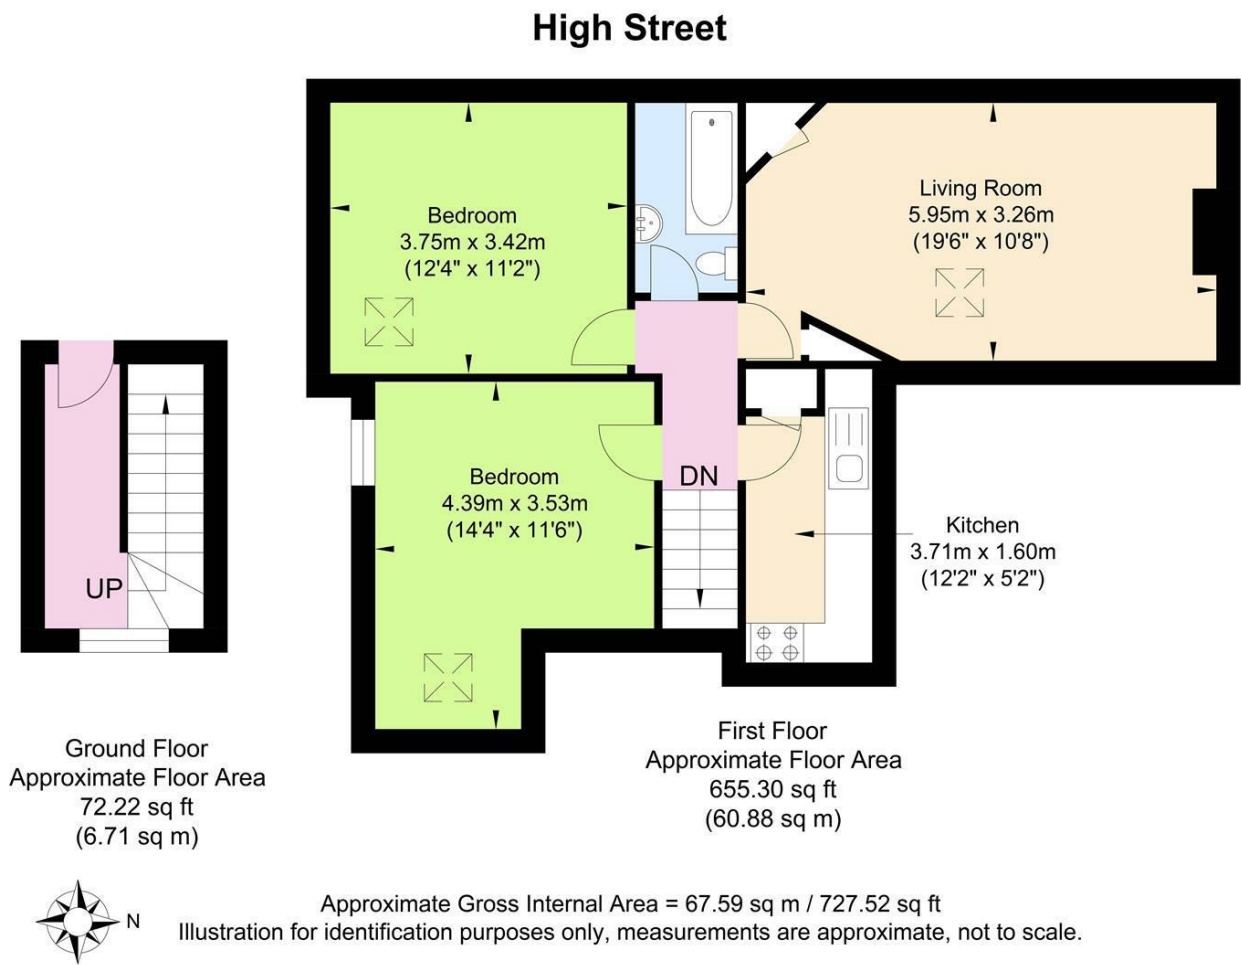 High Street
Bedroom
3.75m x 3.42m
(12'4" x 11'2")
Living Room
5.95m x 3.26m
(19'6" x 10'8")
Bedroom
4.39m x 3.53m
(14'4" x 11'6")
DN
Kitchen
3.71m x 1.60m
(12'2" x 5'2")
UP
Ground Floor
Approximate Floor Area
72.22 sq ft
(6.71 sq m)
First Floor
Approximate Floor Area
655.30 sq ft
(60.88 sq m)
N
Approximate Gross Internal Area = 67.59 sq m / 727.52 sq ft
Illustration for identification purposes only, measurements are approximate, not to scale.